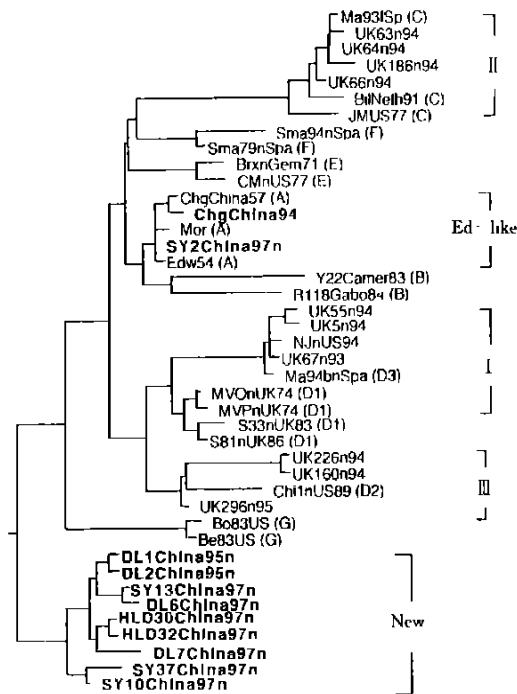 Ma93lSp (C)
UK63n94
UK64n94
UK186n94
II
UK66n94
BilNeth91 (C)
JMUS77 (C)
Sma94nSpa (F)
Sma79nSpa (F)
BrxnGem71 (E)
CMnUS77 (E)
ChgChina57 (A)
ChgChina94
Mor (A)
Ed-like
SY2China97n
Edw54 (A)
Y22Camer83 (B)
R118Gabo84 (B)
UK55n94
UK5n94
NJnUS94
UK67n93
I
Ma94bnSpa (D3)
MVOnUK74 (D1)
MVPnUK74 (D1)
S33nUK83 (D1)
S81nUK86 (D1)
UK226n94
UK160n94
Chi1nUS89 (D2)
III
UK296n95
Bo83US (G)
Be83US (G)
DL1China95n
DL2China95n
SY13China97n
DL6China97n
HLD30China97n
New
HLD32China97n
DL7China97n
SY37China97n
SY10China97n